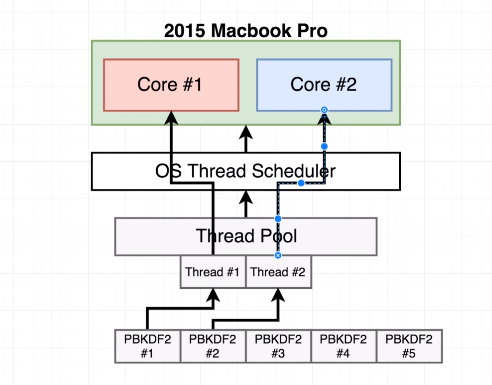 2015 Macbook Pro
Core #1
Core #2
OS Thread Scheduler
Thread Pool
Thread #1
Thread #2
PBKDF2
#1
PBKDF2
#2
PBKDF2
#3
PBKDF2
#4
PBKDF2
#5